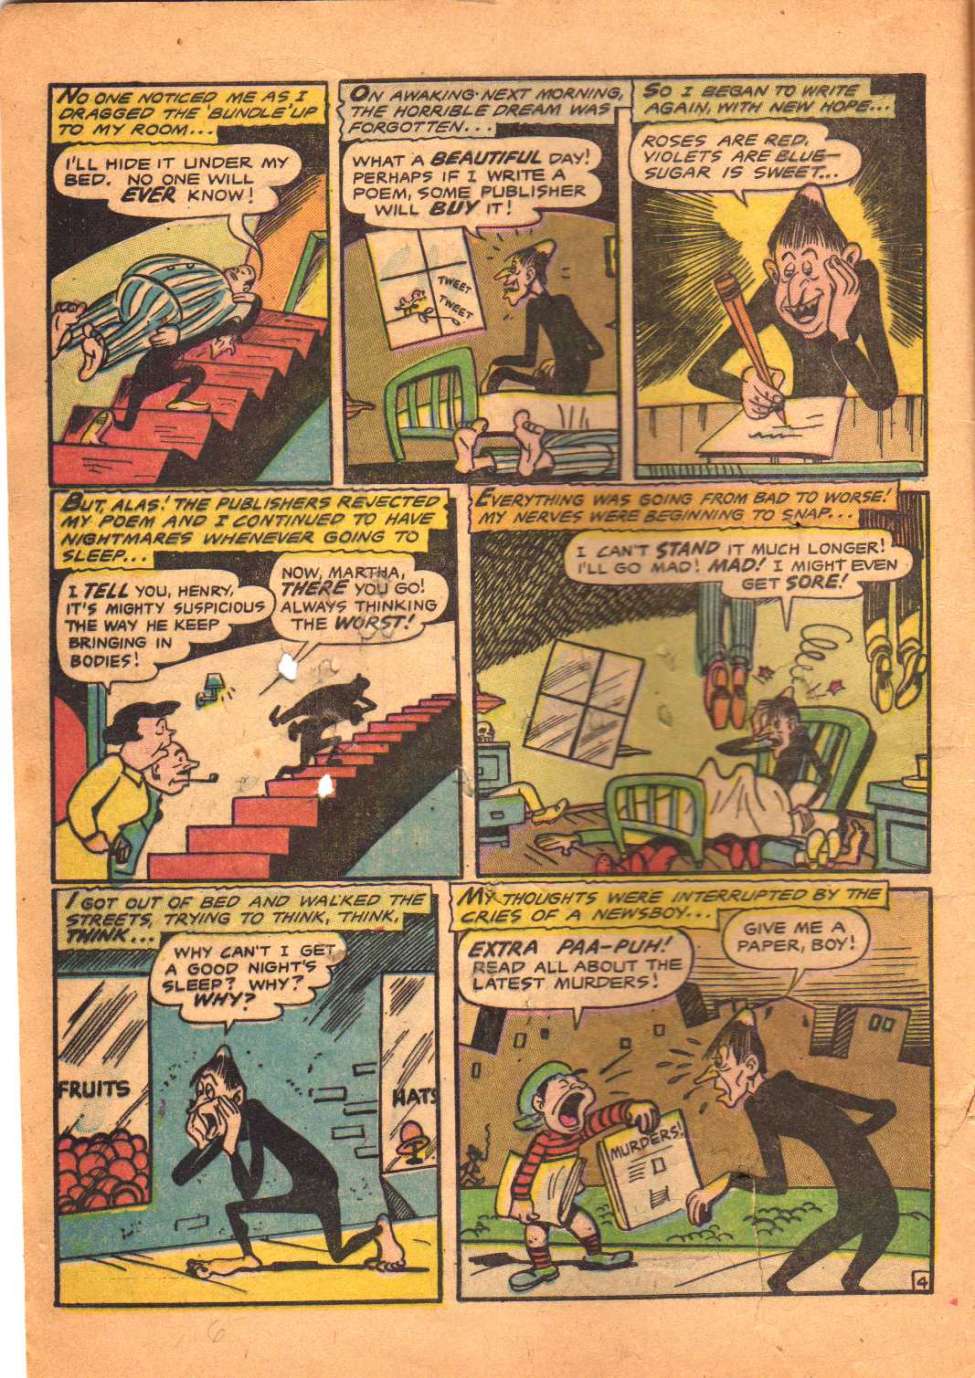 NO ONE NOTICED ME AS I
DRAGGED THE 'BUNDLE' UP
TO MY ROOM...
I'LL HIDE IT UNDER MY
BED. NO ONE WILL
EVER KNOW!
ON AWAKING NEXT MORNING,
THE HORRIBLE DREAM WAS
FORGOTTEN...
WHAT A BEAUTIFUL DAY!
PERHAPS IF I WRITE A
POEM, SOME PUBLISHER
WILL BUY IT!
TWEET
TWEET
SO I BEGAN TO WRITE
AGAIN, WITH NEW HOPE...
ROSES ARE RED,
VIOLETS ARE BLUE—
SUGAR IS SWEET...
BUT, ALAS! THE PUBLISHERS REJECTED
MY POEM AND I CONTINUED TO HAVE
NIGHTMARES WHENEVER GOING TO
SLEEP...
I TELL YOU, HENRY,
IT'S MIGHTY SUSPICIOUS
THE WAY HE KEEP
BRINGING IN
BODIES!
NOW, MARTHA,
THERE YOU GO!
ALWAYS THINKING
THE WORST!
EVERYTHING WAS GOING FROM BAD TO WORSE!
MY NERVES WERE BEGINNING TO SNAP...
I CAN'T STAND IT MUCH LONGER!
I'LL GO MAD! MAD! I MIGHT EVEN
GET SORE!
I GOT OUT OF BED AND WALKED THE
STREETS, TRYING TO THINK, THINK,
THINK...
WHY CAN'T I GET
A GOOD NIGHT'S
SLEEP? WHY?
WHY?
FRUITS
HATS
MY THOUGHTS WERE INTERRUPTED BY THE
CRIES OF A NEWSBOY...
EXTRA PAA-PUH!
READ ALL ABOUT THE
LATEST MURDERS!
GIVE ME A
PAPER, BOY!
MURDERS!
4
6